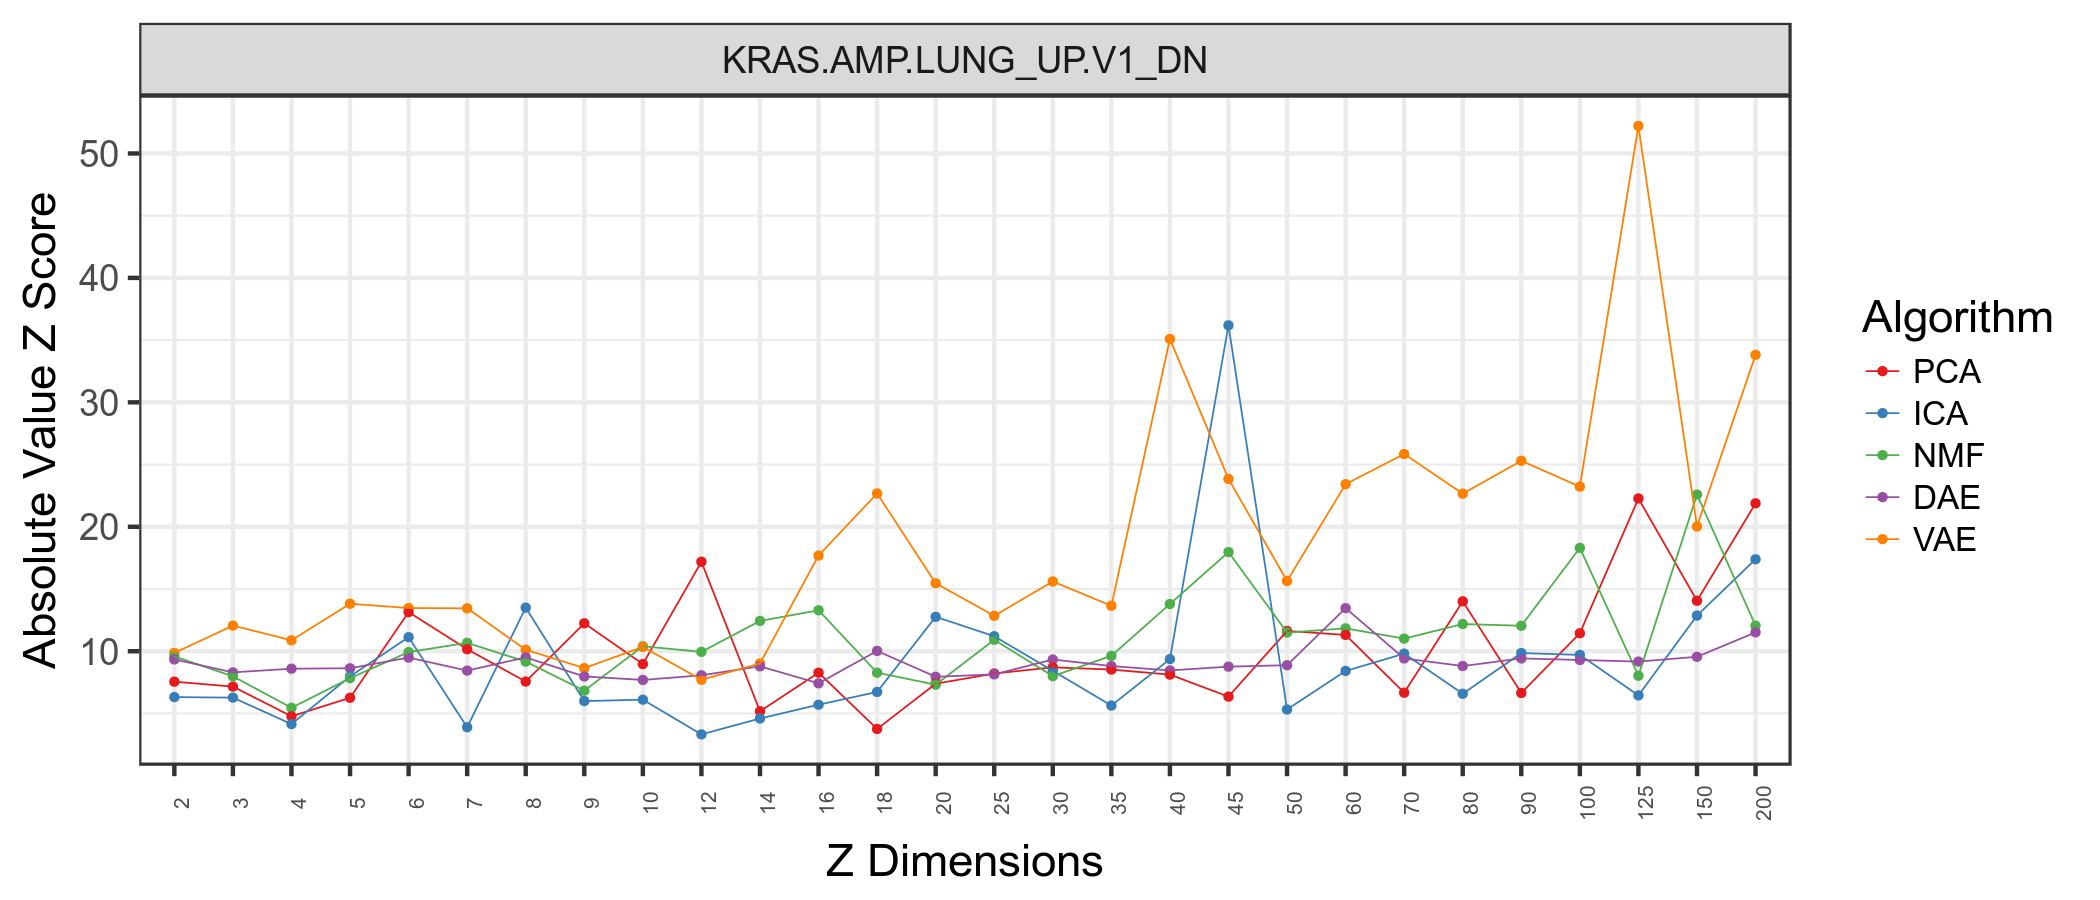 KRAS.AMP.LUNG_UP.V1_DN
Absolute Value Z Score
50
40
30
20
10
2 3 4 5 6 7 8 9 10 12 14 16 18 20 25 30 35 40 45 50 60 70 80 90 100 125 150 200
Z Dimensions
Algorithm
PCA
ICA
NMF
DAE
VAE